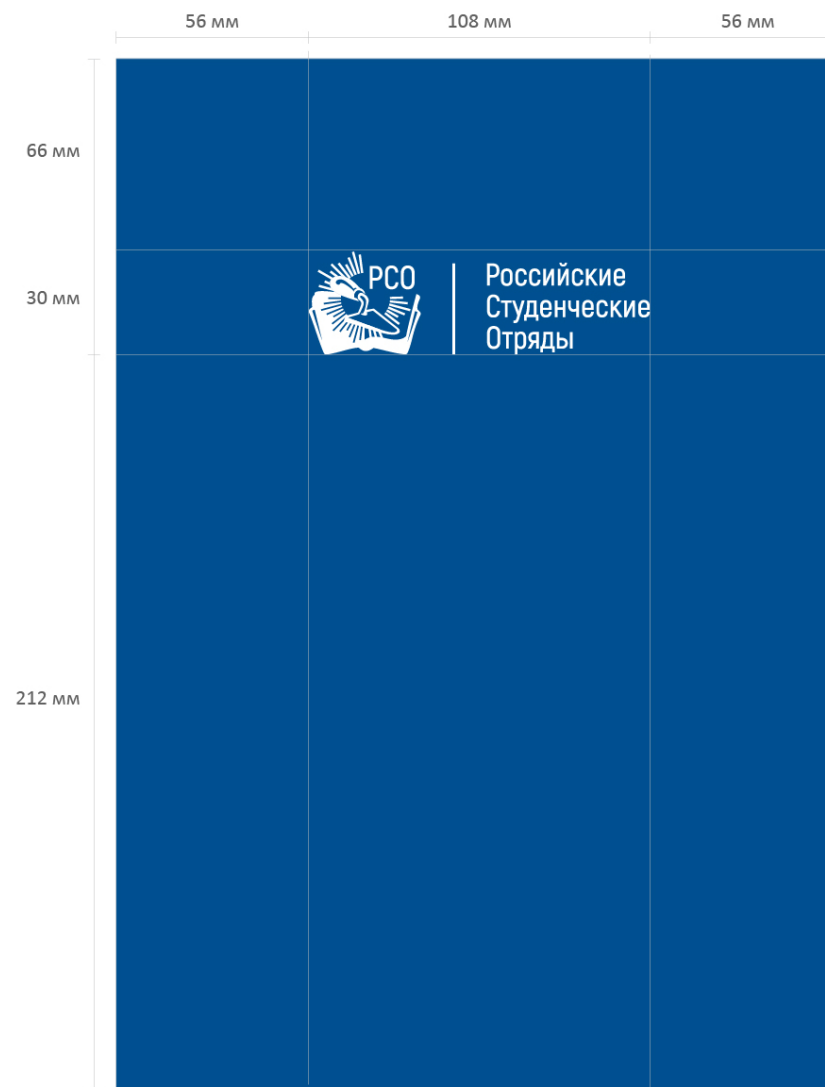 56 мм 108 мм 56 мм
66 мм
30 мм
РСО
Российские
Студенческие
Отряды
212 мм